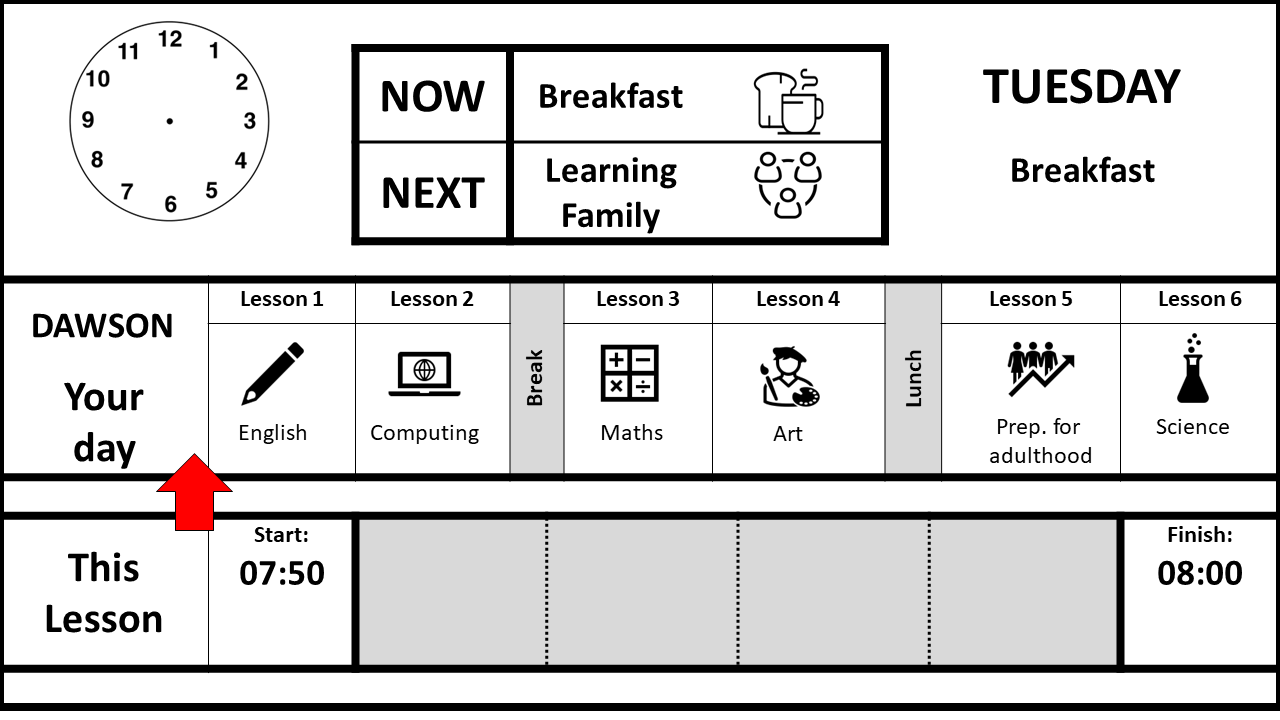 12
11
1
10
2
9
3
8
4
7
5
6
NOW
Breakfast
NEXT
Learning
Family
TUESDAY
Breakfast
DAWSON
Your
day
Lesson 1
English
Lesson 2
Computing
Break
Lesson 3
Maths
Lesson 4
Art
Lunch
Lesson 5
Prep. for
adulthood
Lesson 6
Science
This
Lesson
Start:
07:50
Finish:
08:00